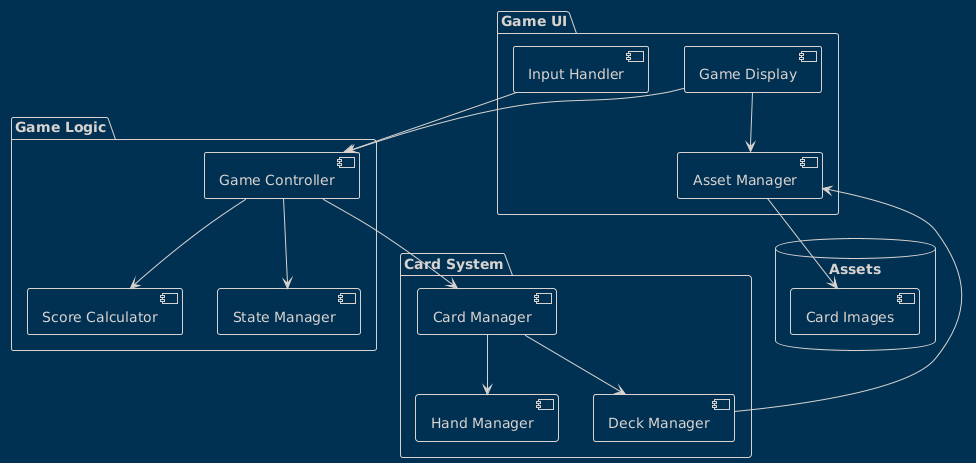 Game UI
Input Handler
Game Display
Game Logic
Game Controller
Asset Manager
Card System
Assets
Score Calculator
State Manager
Card Manager
Card Images
Hand Manager
Deck Manager